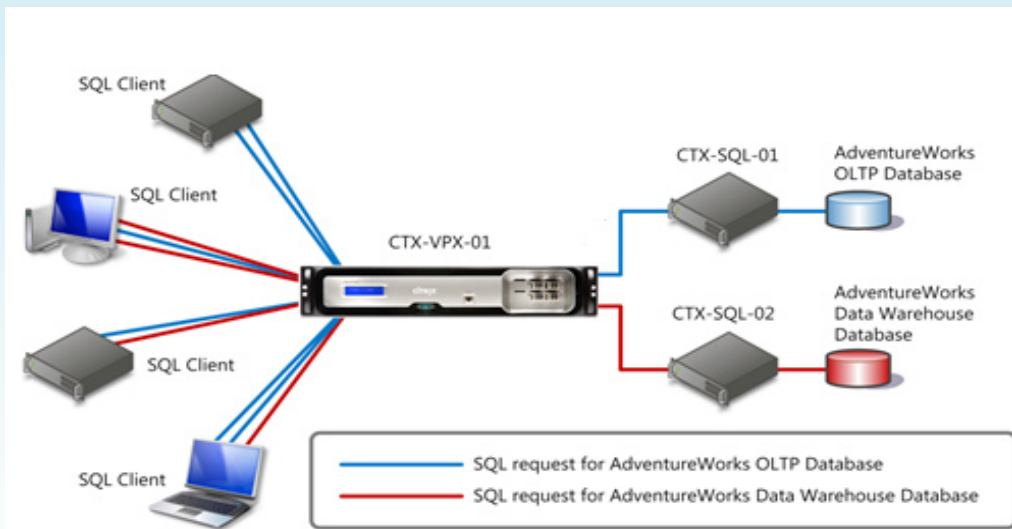 SQL Client
SQL Client
SQL Client
SQL Client
CTX-VPX-01
citrix
CTX-SQL-01
AdventureWorks
OLTP Database
CTX-SQL-02
AdventureWorks
Data Warehouse
Database
SQL request for AdventureWorks OLTP Database
SQL request for AdventureWorks Data Warehouse Database